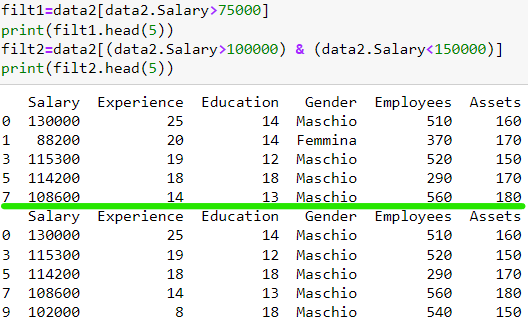 filt1=data2[data2.Salary>75000]
print(filt1.head(5))
filt2=data2[(data2.Salary>100000) & (data2.Salary<150000)]
print(filt2.head(5))
Salary Experience Education Gender Employees Assets
0 130000 25 14 Maschio 510 160
1 88200 20 14 Femmina 370 170
3 115300 19 12 Maschio 520 150
5 114200 18 18 Maschio 290 170
7 108600 14 13 Maschio 560 180
Salary Experience Education Gender Employees Assets
0 130000 25 14 Maschio 510 160
3 115300 19 12 Maschio 520 150
5 114200 18 18 Maschio 290 170
7 108600 14 13 Maschio 560 180
9 102000 8 18 Maschio 540 150